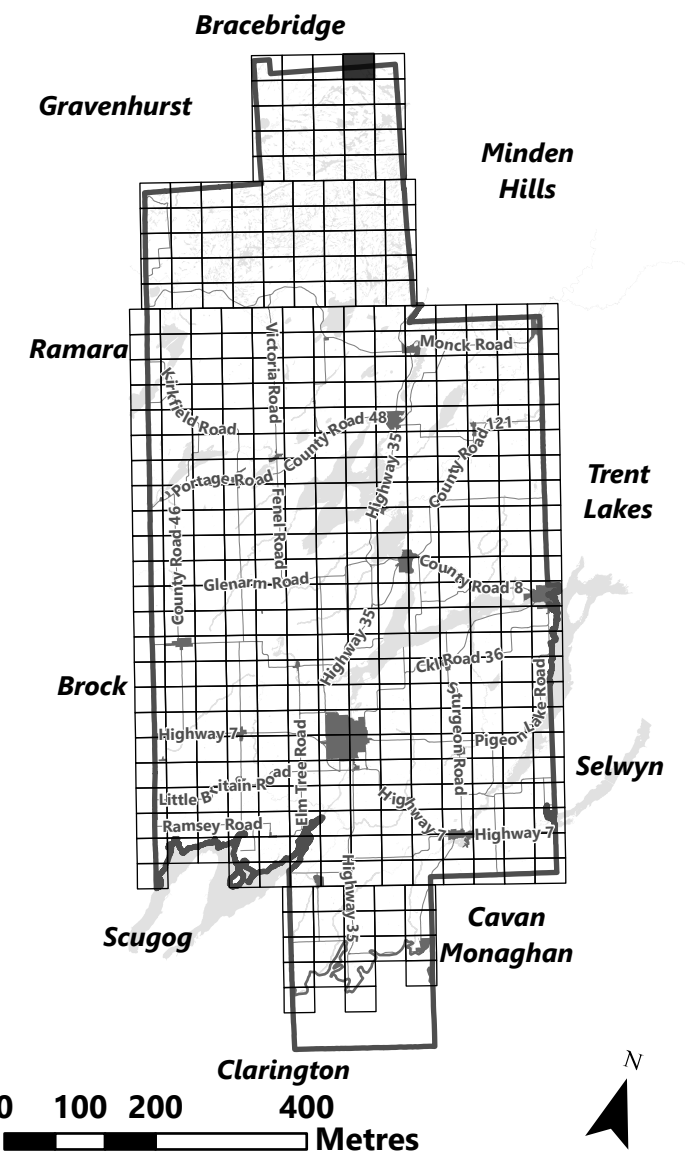 Bracebridge
Gravenhurst
Minden
Hills
Ramara
Monck Road
Victoria Road
Kirkfield Road
County Road 48
Highway 35
County Road 121
Portage Road
Trent
Lakes
Fenel Road
County Road 46
Glenarm Road
County Road 8
Highway 35
Ckl Road 36
Brock
Sturgeon Road
Pigeon Lake Road
Highway 7
Elm Tree Road
Selwyn
Little Britain Road
Highway 7
Ramsey Road
Highway 7
Highway 35
Scugog
Cavan
Monaghan
Clarington
N
0 100 200 400
Metres